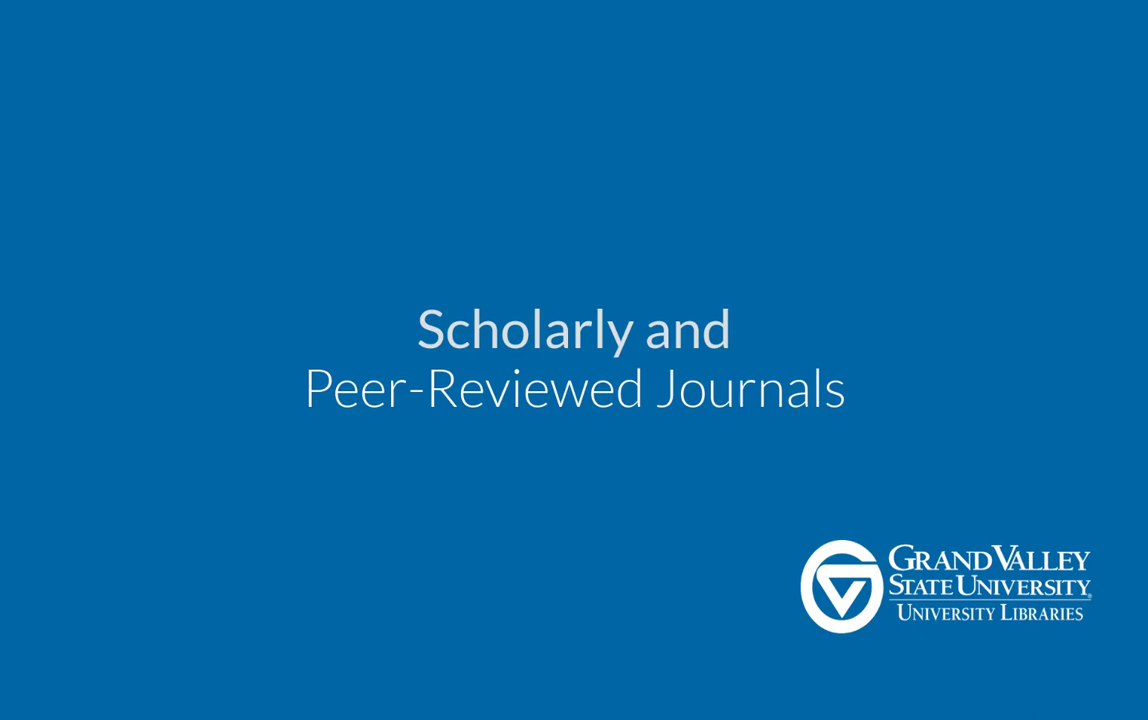 Scholarly and
Peer-Reviewed Journals
GRAND VALLEY
STATE UNIVERSITY®
UNIVERSITY LIBRARIES